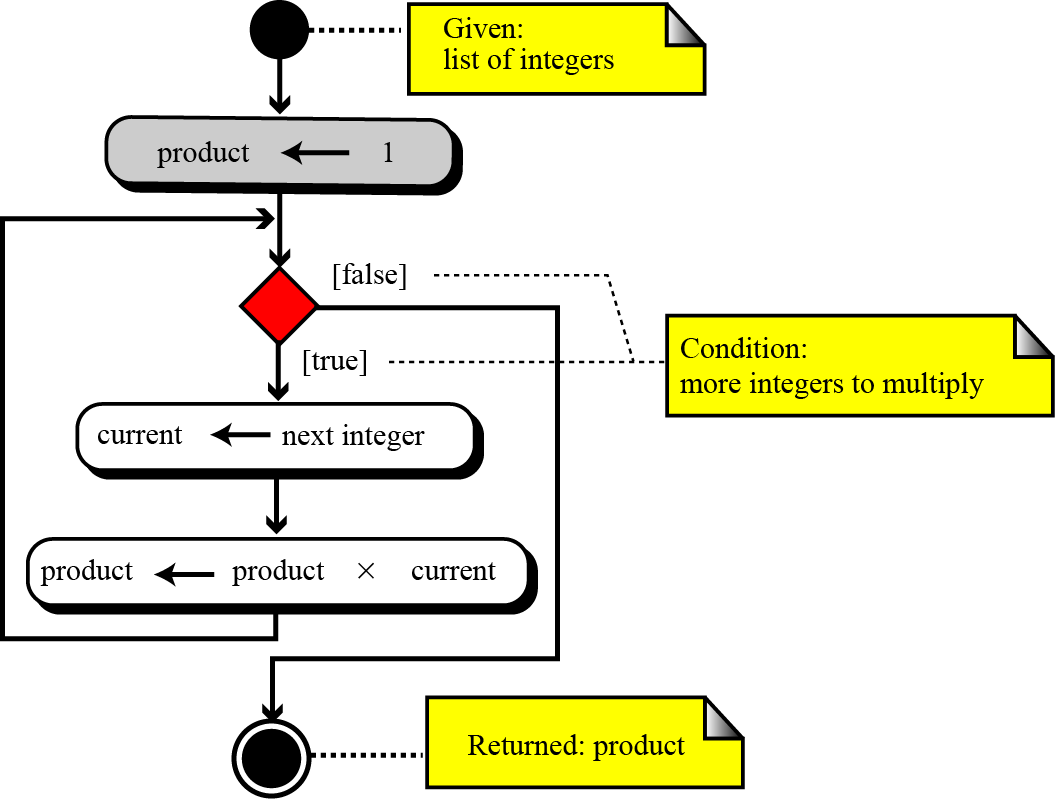 Given:
list of integers
product ← 1
[false]
[true]
Condition:
more integers to multiply
current ← next integer
product ← product × current
Returned: product